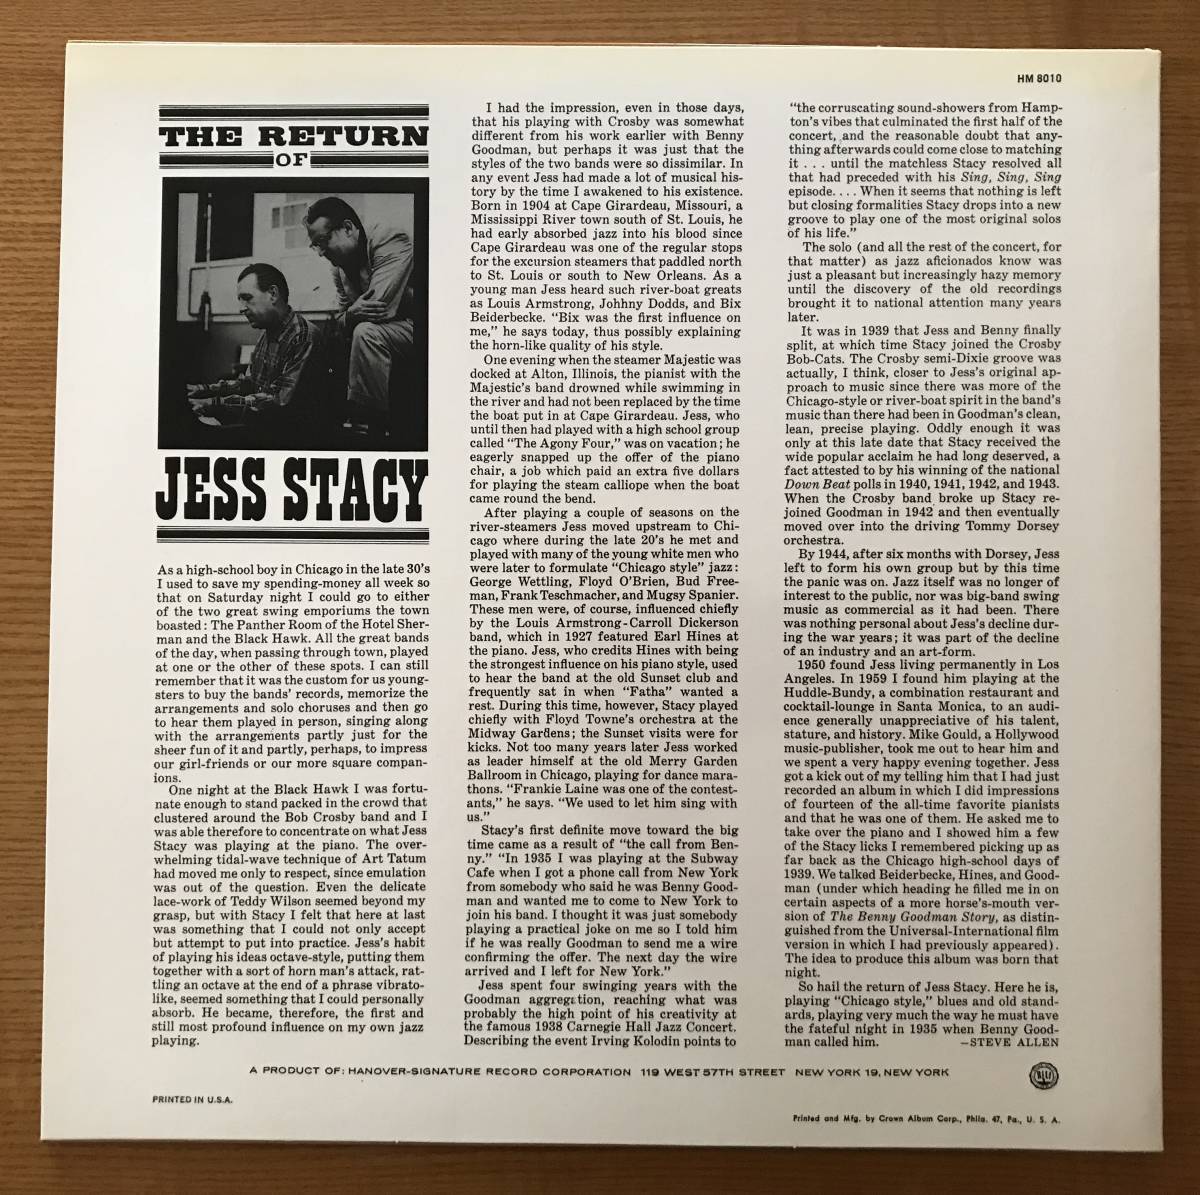 HM 8010
THE RETURN
OF
JESS STACY
As a high-school boy in Chicago in the late 30's
I used to save my spending-money all week so
that on Saturday night I could go to either
of the two great swing emporiums the town
boasted: The Panther Room of the Hotel Sher-
man and the Black Hawk. All the great bands
of the day, when passing through town, played
at one or the other of these spots. I can still
remember that it was the custom for us young-
sters to buy the bands' records, memorize the
arrangements and solo choruses and then go
to hear them played in person, singing along
with the arrangements partly just for the
sheer fun of it and partly, perhaps, to impress
our girl-friends or our more square compan-
ions.
One night at the Black Hawk I was fortu-
nate enough to stand packed in the crowd that
clustered around the Bob Crosby band and I
was able therefore to concentrate on what Jess
Stacy was playing at the piano. The over-
whelming tidal-wave technique of Art Tatum
had moved me only to respect, since emulation
was out of the question. Even the delicate
lace-work of Teddy Wilson seemed beyond my
grasp, but with Stacy I felt that here at last
was something that I could not only accept
but attempt to put into practice. Jess's habit
of playing his ideas octave-style, putting them
together with a sort of horn man's attack, rat-
tling an octave at the end of a phrase vibrato-
like, seemed something that I could personally
absorb. He became, therefore, the first and
still most profound influence on my own jazz
playing.
I had the impression, even in those days,
that his playing with Crosby was somewhat
different from his work earlier with Benny
Goodman, but perhaps it was just that the
styles of the two bands were so dissimilar. In
any event Jess had made a lot of musical his-
tory by the time I awakened to his existence.
Born in 1904 at Cape Girardeau, Missouri, a
Mississippi River town south of St. Louis, he
had early absorbed jazz into his blood since
Cape Girardeau was one of the regular stops
for the excursion steamers that paddled north
to St. Louis or south to New Orleans. As a
young man Jess heard such river-boat greats
as Louis Armstrong, Johhny Dodds, and Bix
Beiderbecke. "Bix was the first influence on
me," he says today, thus possibly explaining
the horn-like quality of his style.
One evening when the steamer Majestic was
docked at Alton, Illinois, the pianist with the
Majestic's band drowned while swimming in
the river and had not been replaced by the time
the boat put in at Cape Girardeau. Jess, who
until then had played with a high school group
called "The Agony Four," was on vacation; he
eagerly snapped up the offer of the piano
chair, a job which paid an extra five dollars
for playing the steam calliope when the boat
came round the bend.
After playing a couple of seasons on the
river-steamers Jess moved upstream to Chi-
cago where during the late 20's he met and
played with many of the young white men who
were later to formulate "Chicago style" jazz:
George Wettling, Floyd O'Brien, Bud Free-
man, Frank Teschmacher, and Mugsy Spanier.
These men were, of course, influenced chiefly
by the Louis Armstrong-Carroll Dickerson
band, which in 1927 featured Earl Hines at
the piano. Jess, who credits Hines with being
the strongest influence on his piano style, used
to hear the band at the old Sunset club and
frequently sat in when "Fatha" wanted a
rest. During this time, however, Stacy played
chiefly with Floyd Towne's orchestra at the
Midway Gardens; the Sunset visits were for
kicks. Not too many years later Jess worked
as leader himself at the old Merry Garden
Ballroom in Chicago, playing for dance mara-
thons. "Frankie Laine was one of the contest-
ants," he says. "We used to let him sing with
us."
Stacy's first definite move toward the big
time came as a result of "the call from Ben-
ny." "In 1935 I was playing at the Subway
Cafe when I got a phone call from New York
from somebody who said he was Benny Good-
man and wanted me to come to New York to
join his band. I thought it was just somebody
playing a practical joke on me so I told him
if he was really Goodman to send me a wire
confirming the offer. The next day the wire
arrived and I left for New York."
Jess spent four swinging years with the
Goodman aggregation, reaching what was
probably the high point of his creativity at
the famous 1938 Carnegie Hall Jazz Concert.
Describing the event Irving Kolodin points to
"the corruscating sound-showers from Hamp-
ton's vibes that culminated the first half of the
concert, and the reasonable doubt that any-
thing afterwards could come close to matching
it . . . until the matchless Stacy resolved all
that had preceded with his Sing, Sing, Sing
episode. . . . When it seems that nothing is left
but closing formalities Stacy drops into a new
groove to play one of the most original solos
of his life."
The solo (and all the rest of the concert, for
that matter) as jazz aficionados know was
just a pleasant but increasingly hazy memory
until the discovery of the old recordings
brought it to national attention many years
later.
It was in 1939 that Jess and Benny finally
split, at which time Stacy joined the Crosby
Bob-Cats. The Crosby semi-Dixie groove was
actually, I think, closer to Jess's original ap-
proach to music since there was more of the
Chicago-style or river-boat spirit in the band's
music than there had been in Goodman's clean,
lean, precise playing. Oddly enough it was
only at this late date that Stacy received the
wide popular acclaim he had long deserved, a
fact attested to by his winning of the national
Down Beat polls in 1940, 1941, 1942, and 1943.
When the Crosby band broke up Stacy re-
joined Goodman in 1942 and then eventually
moved over into the driving Tommy Dorsey
orchestra.
By 1944, after six months with Dorsey, Jess
left to form his own group but by this time
the panic was on. Jazz itself was no longer of
interest to the public, nor was big-band swing
music as commercial as it had been. There
was nothing personal about Jess's decline dur-
ing the war years; it was part of the decline
of an industry and an art-form.
1950 found Jess living permanently in Los
Angeles. In 1959 I found him playing at the
Huddle-Bundy, a combination restaurant and
cocktail-lounge in Santa Monica, to an audi-
ence generally unappreciative of his talent,
stature, and history. Mike Gould, a Hollywood
music-publisher, took me out to hear him and
we spent a very happy evening together. Jess
got a kick out of my telling him that I had just
recorded an album in which I did impressions
of fourteen of the all-time favorite pianists
and that he was one of them. He asked me to
take over the piano and I showed him a few
of the Stacy licks I remembered picking up as
far back as the Chicago high-school days of
1939. We talked Beiderbecke, Hines, and Good-
man (under which heading he filled me in on
certain aspects of a more horse's-mouth ver-
sion of The Benny Goodman Story, as distin-
guished from the Universal-International film
version in which I had previously appeared).
The idea to produce this album was born that
night.
So hail the return of Jess Stacy. Here he is,
playing "Chicago style," blues and old stand-
ards, playing very much the way he must have
the fateful night in 1935 when Benny Good-
man called him. —STEVE ALLEN
A PRODUCT OF: HANOVER-SIGNATURE RECORD CORPORATION 119 WEST 57TH STREET NEW YORK 19, NEW YORK
PRINTED IN U.S.A.
Printed and Mfg. by Crown Album Corp., Phila. 47, Pa., U. S. A.